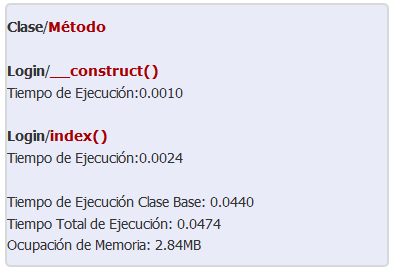 Clase/Método
Login/__construct()
Tiempo de Ejecución:0.0010
Login/index()
Tiempo de Ejecución:0.0024
Tiempo de Ejecución Clase Base: 0.0440
Tiempo Total de Ejecución: 0.0474
Ocupación de Memoria: 2.84MB